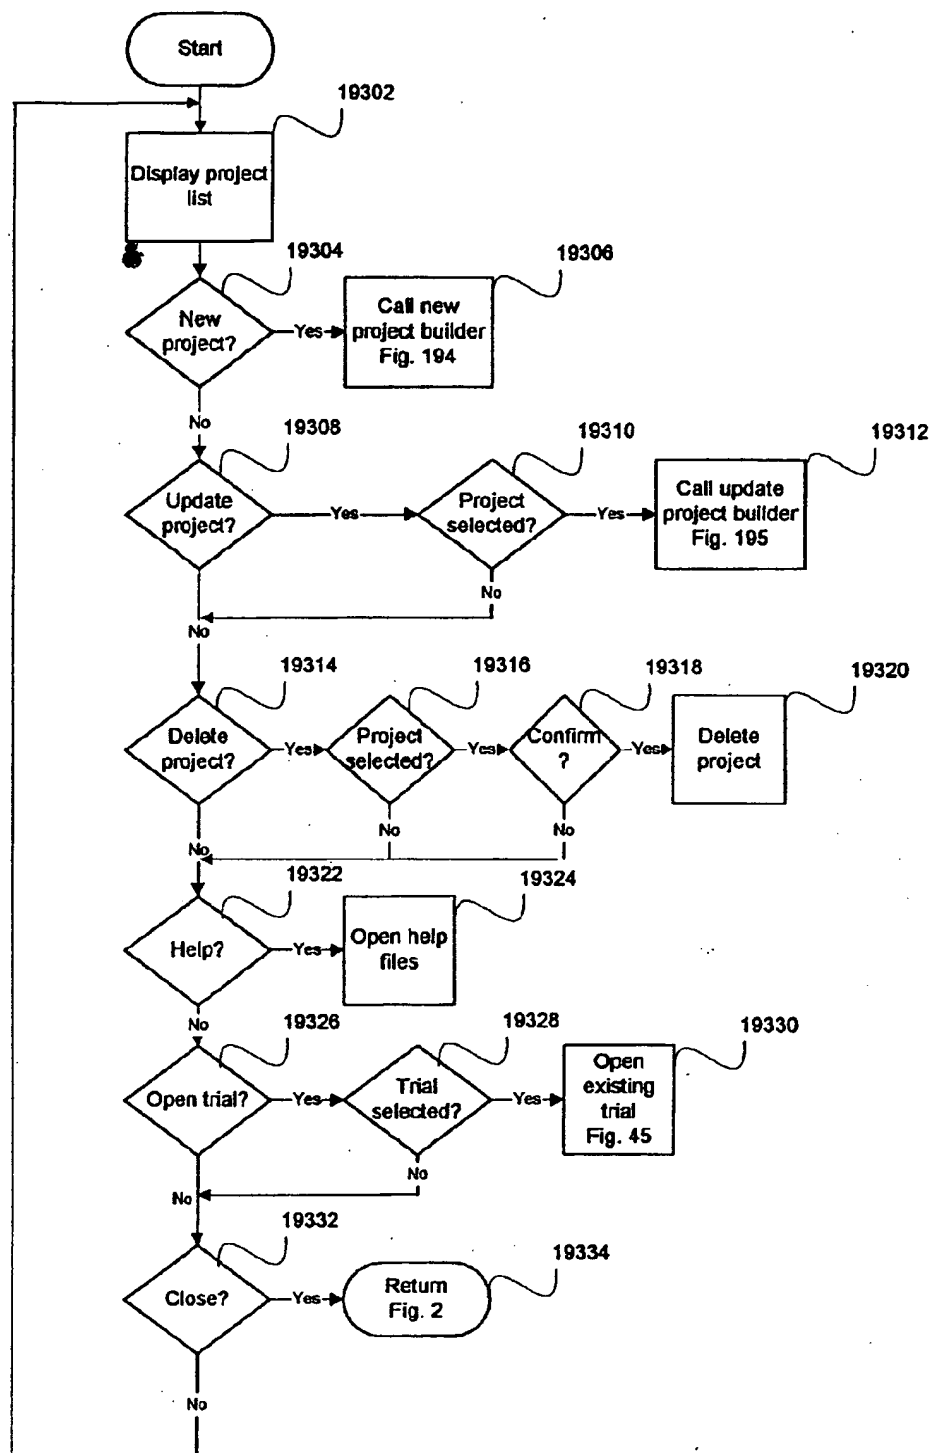 Start
19302
Display project
list
19304
19306
New
project?
Yes
Call new
project builder
Fig. 194
No
19308
19310
19312
Update
project?
Yes
Project
selected?
Yes
Call update
project builder
Fig. 195
No
No
19314
19316
19318
19320
Delete
project?
Yes
Project
selected?
Yes
Confirm
?
Yes
Delete
project
No
No
No
19322
19324
Help?
Yes
Open help
files
No
19326
19328
19330
Open trial?
Yes
Trial
selected?
Yes
Open
existing
trial
Fig. 45
No
No
19332
19334
Close?
Yes
Return
Fig. 2
No